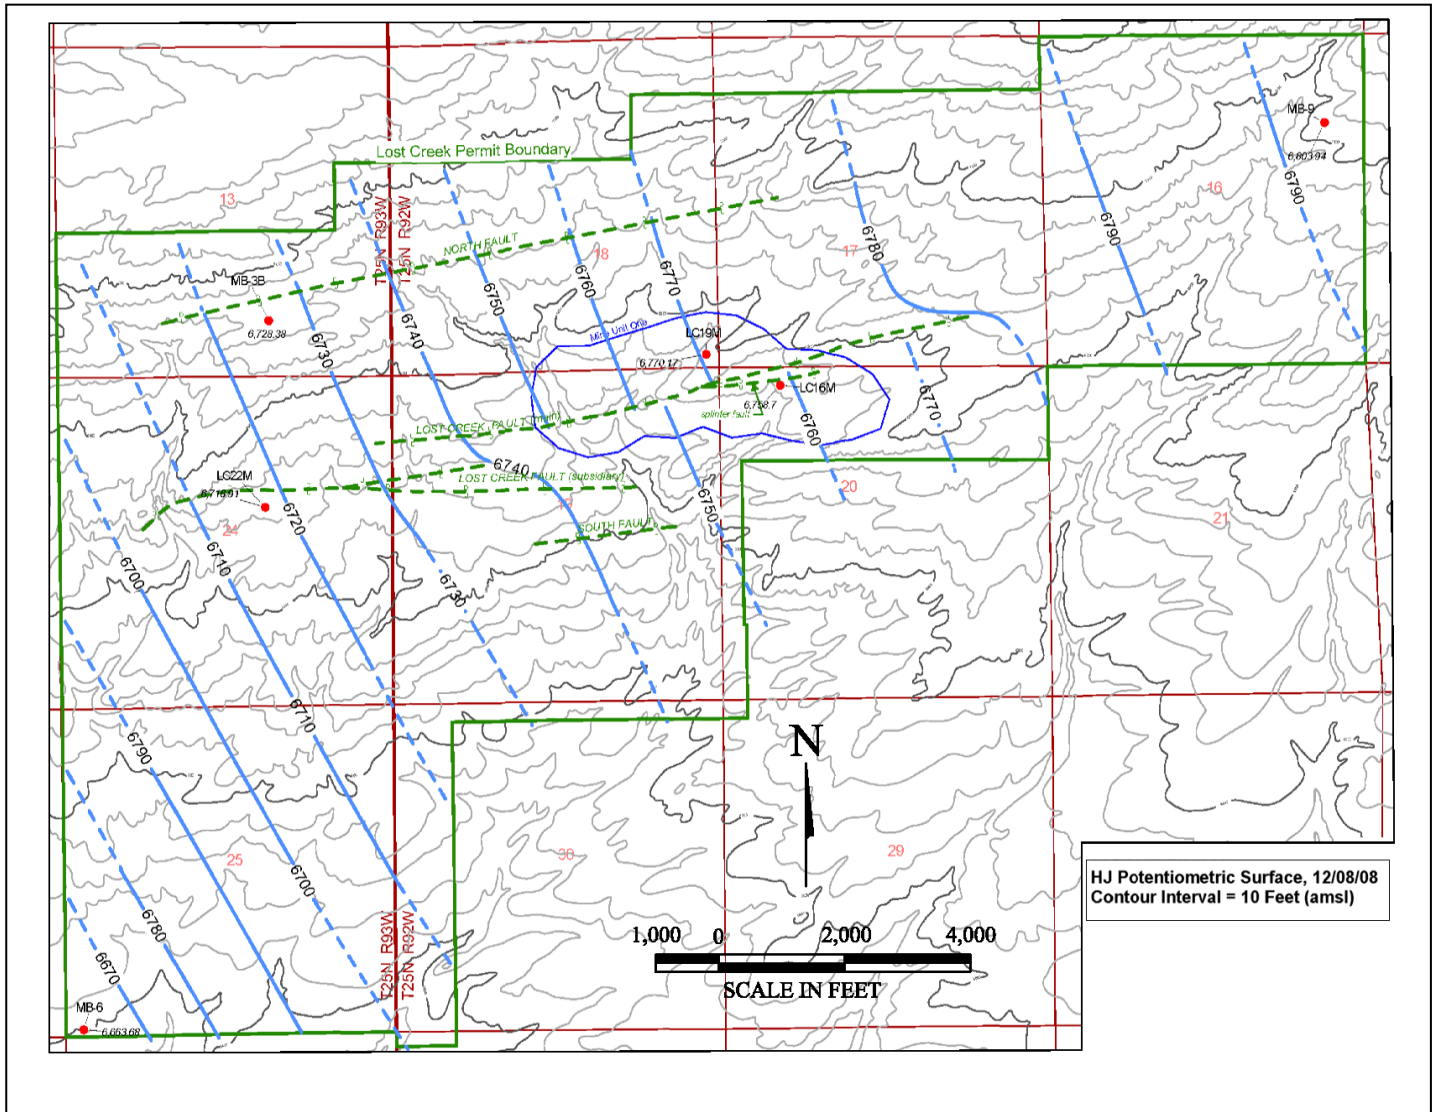 MB-9
6,803.94
Lost Creek Permit Boundary
13
16
T25N R93W
T25N R92W
6790
6790
NORTH FAULT
18
17
6780
MB-3B
6,728.38
6750
6760
6770
6740
6730
Mine Unit One
LC19M
6,770.17
LC16M
6,758.7
splinter fault
6770
6760
LOST CREEK FAULT (main)
6740
LOST CREEK FAULT (subsidiary)
LC22M
24
20
21
6750
6720
SOUTH FAULT
6710
6700
6730
6710
6790
N
25
30
29
6700
6780
6670
T25N R93W
T25N R92W
MB-6
6,663.68
1,000 0 2,000 4,000
SCALE IN FEET
HJ Potentiometric Surface, 12/08/08
Contour Interval = 10 Feet (amsl)